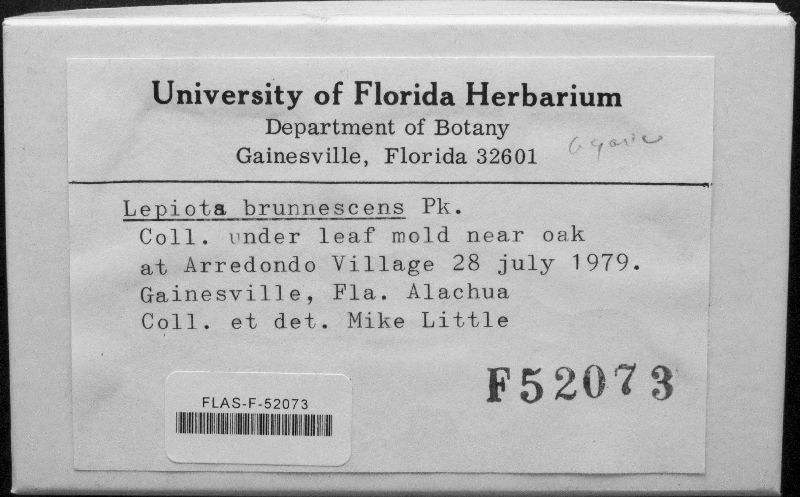 University of Florida Herbarium
Department of Botany
Gainesville, Florida 32601
Agaric
Lepiota brunnescens Pk.
Coll. under leaf mold near oak
at Arredondo Village 28 july 1979.
Gainesville, Fla. Alachua
Coll. et det. Mike Little
F52073
FLAS-F-52073